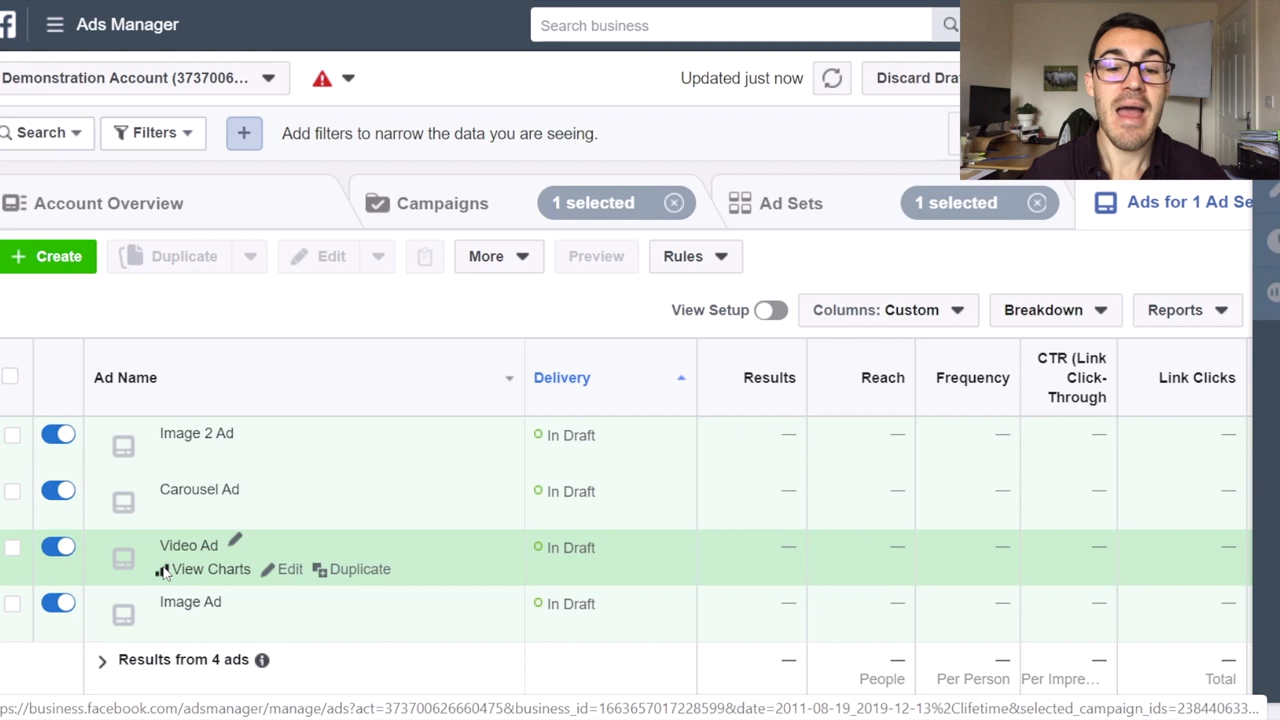 Ads Manager
Search business
Demonstration Account (3737006...
Updated just now
Discard Dra
Search
Filters
+
Add filters to narrow the data you are seeing.
Account Overview
Campaigns
1 selected
Ad Sets
1 selected
Ads for 1 Ad Se
+ Create
Duplicate
Edit
More
Preview
Rules
View Setup
Columns: Custom
Breakdown
Reports
Ad Name
Delivery
Results
Reach
Frequency
CTR (Link
Click-
Through
Link Clicks
Image 2 Ad
In Draft
—
—
—
—
—
Carousel Ad
In Draft
—
—
—
—
—
Video Ad
View Charts
Edit
Duplicate
In Draft
—
—
—
—
—
Image Ad
In Draft
—
—
—
—
—
Results from 4 ads
—
—
—
—
—
People
Per Person
Per Impre...
Total
ps://business.facebook.com/adsmanager/manage/ads?act=373700626660475&business_id=1663657017228599&date=2011-08-19_2019-12-13%2Clifetime&selected_campaign_ids=238440633...